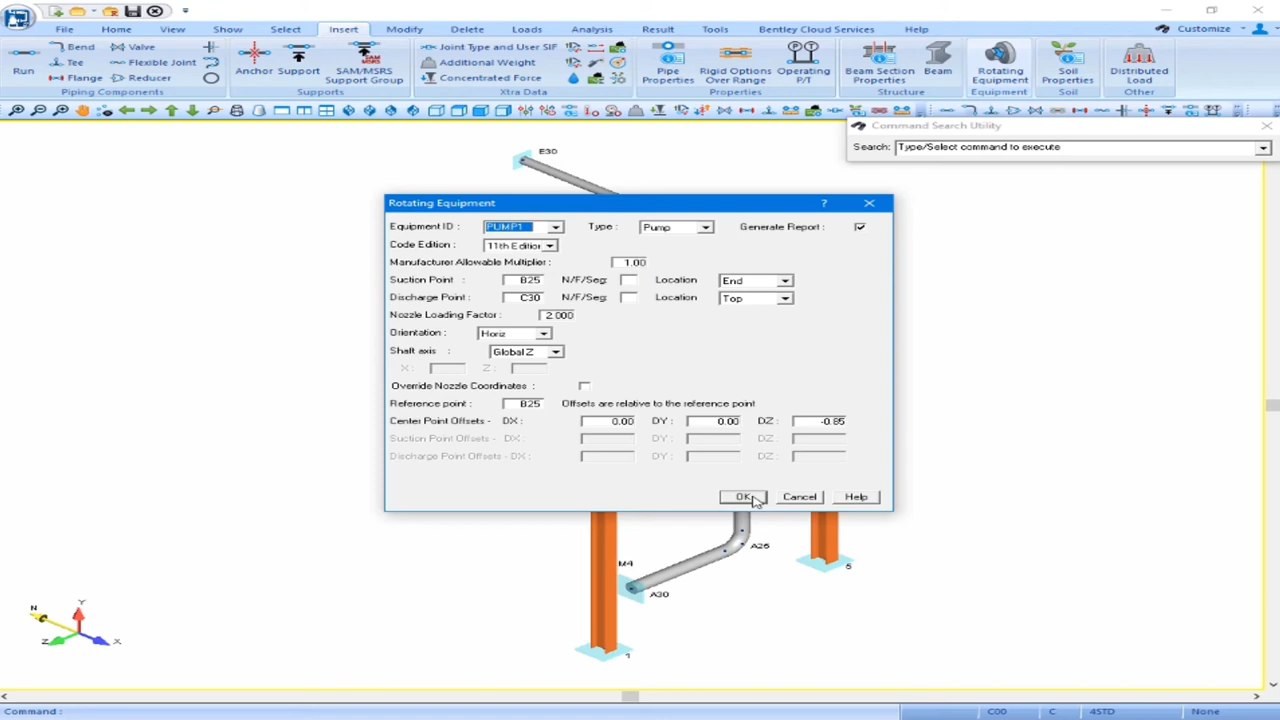 File Home View Show Select Insert Modify Delete Loads Analysis Result Tools Bentley Cloud Services Help Customize
Run Bend Valve
Tee Flexible Joint
Flange Reducer
Piping Components
Anchor Support SAM/MSRS Support Group
Supports
Joint Type and User SIF
Additional Weight
Concentrated Force
Xtra Data
Pipe Properties Rigid Options Over Range Operating P/T
Properties
Beam Section Properties Beam
Structure
Rotating Equipment
Equipment
Soil Properties
Soil
Distributed Load
Other
Command Search Utility
Search: Type/Select command to execute
E30
Rotating Equipment ?
Equipment ID : PUMP1 Type : Pump Generate Report :
Code Edition : 11th Edition
Manufacturer Allowable Multiplier : 1.00
Suction Point : B25 N/F/Seg: Location End
Discharge Point : C30 N/F/Seg: Location Top
Nozzle Loading Factor : 2.000
Orientation : Horiz
Shaft axis : Global Z
X : Z :
Override Nozzle Coordinates :
Reference point : B25 Offsets are relative to the reference point
Center Point Offsets - DX : 0.00 DY : 0.00 DZ : -0.85
Suction Point Offsets - DX : DY : DZ :
Discharge Point Offsets - DX : DY : DZ :
OK Cancel Help
A26
M4
5
A30
1
N Y Z X
Command : C00 C 4STD None